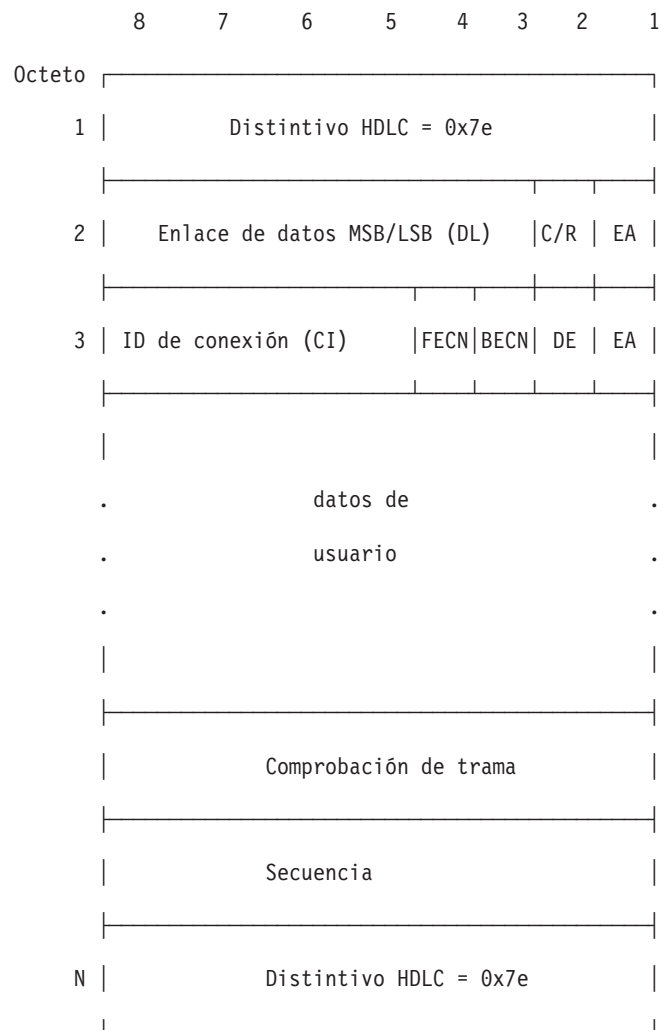 8 7 6 5 4 3 2 1
Octeto
1 Distintivo HDLC = 0x7e
2 Enlace de datos MSB/LSB (DL) C/R EA
3 ID de conexión (CI) FECN BECN DE EA
datos de
usuario
Comprobación de trama
Secuencia
N Distintivo HDLC = 0x7e